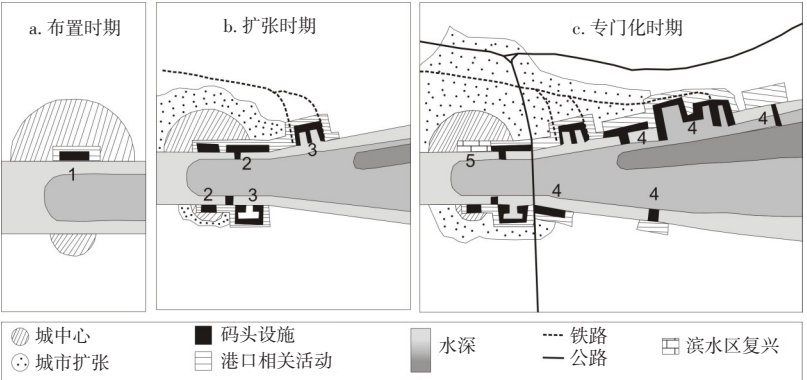 a. 布置时期
b. 扩张时期
c. 专门化时期
1
2
3
2
3
4
4
4
5
4
4
城中心
码头设施
水深
铁路
滨水区复兴
城市扩张
港口相关活动
公路